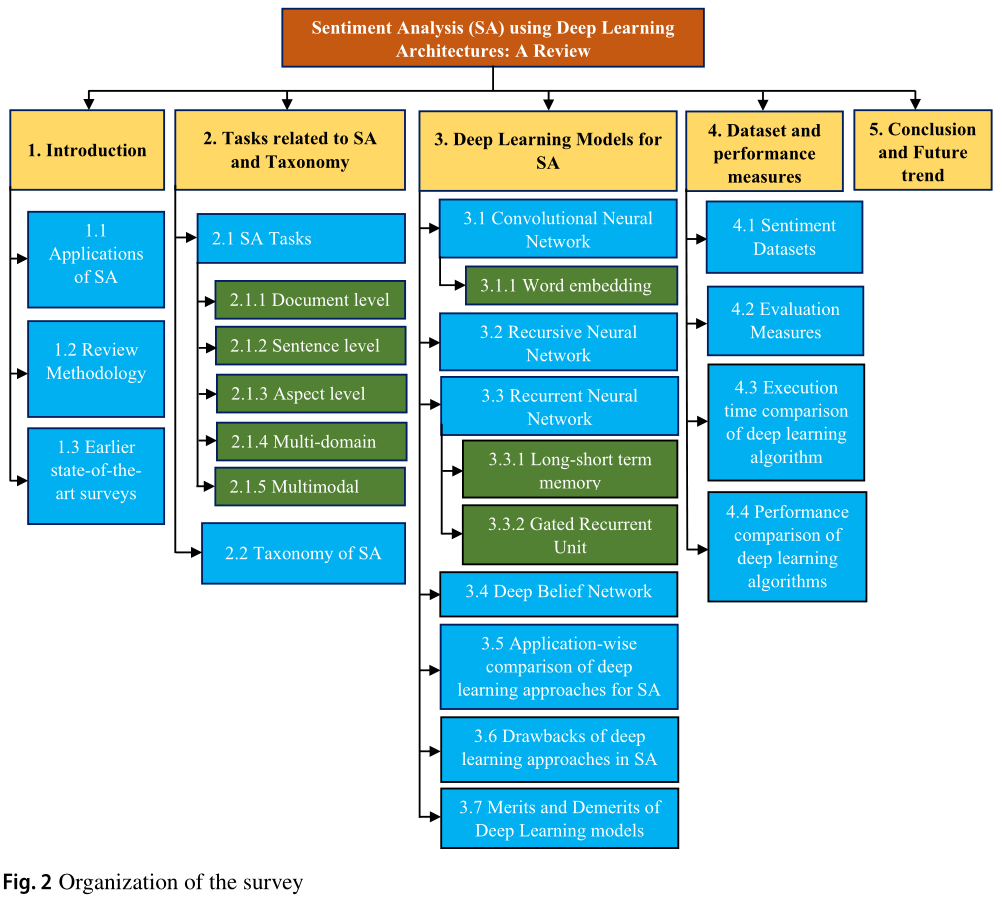 Sentiment Analysis (SA) using Deep Learning
Architectures: A Review
1. Introduction
1.1
Applications
of SA
1.2 Review
Methodology
1.3 Earlier
state-of-the-
art surveys
2. Tasks related to SA
and Taxonomy
2.1 SA Tasks
2.1.1 Document level
2.1.2 Sentence level
2.1.3 Aspect level
2.1.4 Multi-domain
2.1.5 Multimodal
2.2 Taxonomy of SA
3. Deep Learning Models for
SA
3.1 Convolutional Neural
Network
3.1.1 Word embedding
3.2 Recursive Neural
Network
3.3 Recurrent Neural
Network
3.3.1 Long-short term
memory
3.3.2 Gated Recurrent
Unit
3.4 Deep Belief Network
3.5 Application-wise
comparison of deep
learning approaches for SA
3.6 Drawbacks of deep
learning approaches in SA
3.7 Merits and Demerits of
Deep Learning models
4. Dataset and
performance
measures
4.1 Sentiment
Datasets
4.2 Evaluation
Measures
4.3 Execution
time comparison
of deep learning
algorithm
4.4 Performance
comparison of
deep learning
algorithms
5. Conclusion
and Future
trend
Fig. 2 Organization of the survey